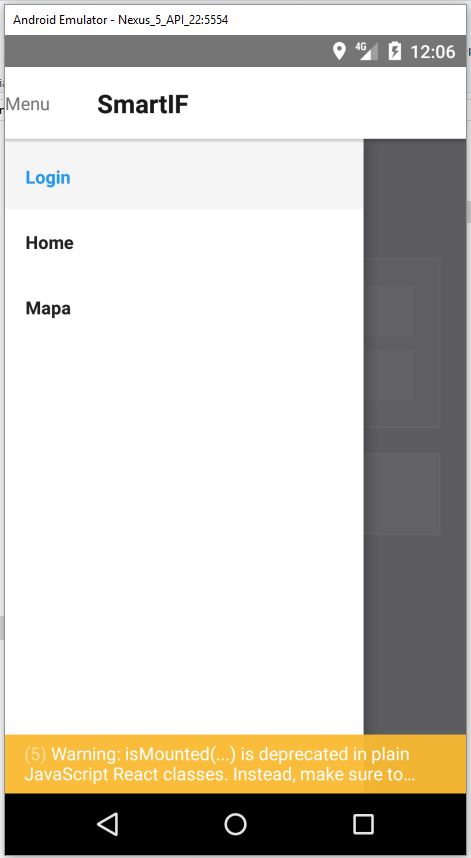 Android Emulator - Nexus_5_API_22:5554
4G 12:06
Menu SmartIF
Login
Home
Mapa
(5) Warning: isMounted(...) is deprecated in plain
JavaScript React classes. Instead, make sure to...